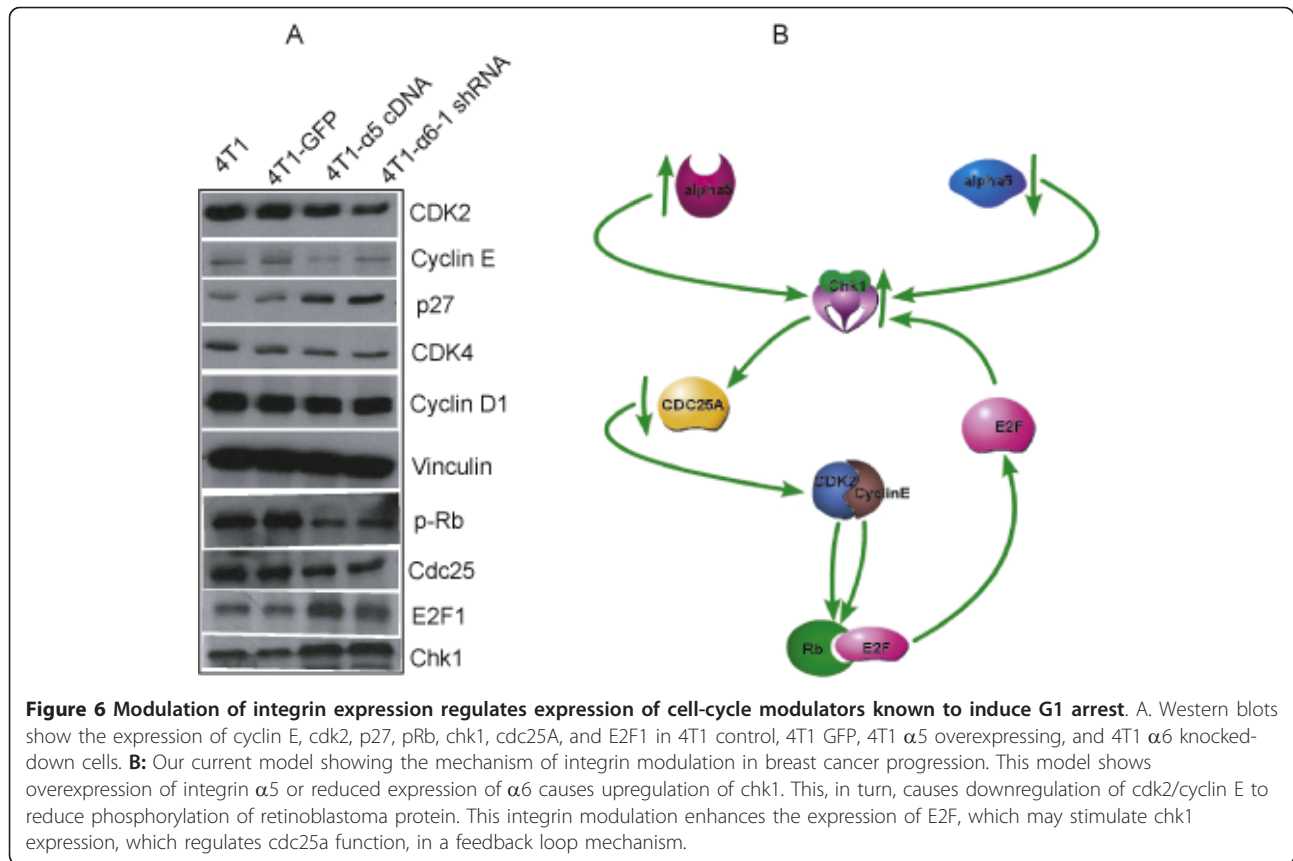 A
B
4T1
4T1-GFP
4T1-α5 cDNA
4T1-α6-1 shRNA
CDK2
Cyclin E
p27
CDK4
Cyclin D1
Vinculin
p-Rb
Cdc25
E2F1
Chk1
alpha5
alpha6
Chk1
CDC25A
E2F
CDK2
CyclinE
Rb
E2F
Figure 6 Modulation of integrin expression regulates expression of cell-cycle modulators known to induce G1 arrest. A. Western blots
show the expression of cyclin E, cdk2, p27, pRb, chk1, cdc25A, and E2F1 in 4T1 control, 4T1 GFP, 4T1 α5 overexpressing, and 4T1 α6 knocked-
down cells. B: Our current model showing the mechanism of integrin modulation in breast cancer progression. This model shows
overexpression of integrin α5 or reduced expression of α6 causes upregulation of chk1. This, in turn, causes downregulation of cdk2/cyclin E to
reduce phosphorylation of retinoblastoma protein. This integrin modulation enhances the expression of E2F, which may stimulate chk1
expression, which regulates cdc25a function, in a feedback loop mechanism.